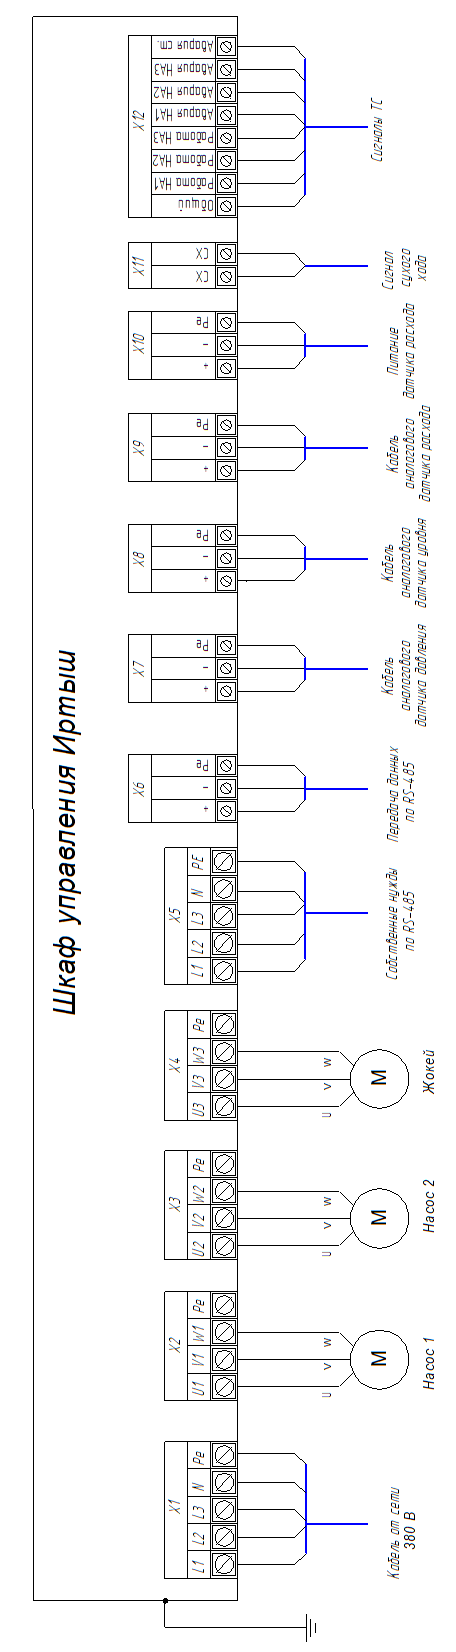 Шкаф управления Иртыш
X1
L1 L2 L3 N Pe
Кабель от сети
380 В
X2
U1 V1 W1 Pe
U V W
M
Насос 1
X3
U2 V2 W2 Pe
U V W
M
Насос 2
X4
U3 V3 W3 Pe
U V W
M
Жокей
X5
L1 L2 L3 N PE
Собственные нужды
по RS-485
X6
+ - Pe
Передача данных
по RS-485
X7
+ - Pe
Кабель
аналогового
датчика давления
X8
+ - Pe
Кабель
аналогового
датчика уровня
X9
+ - Pe
Кабель
аналогового
датчика расхода
X10
+ - Pe
Питание
датчика расхода
X11
СХ
СХ
Сигнал
сухого
хода
X12
Общий
Работа НА1
Работа НА2
Работа НА3
Авария НА1
Авария НА2
Авария НА3
Авария ст.
Сигналы ТС